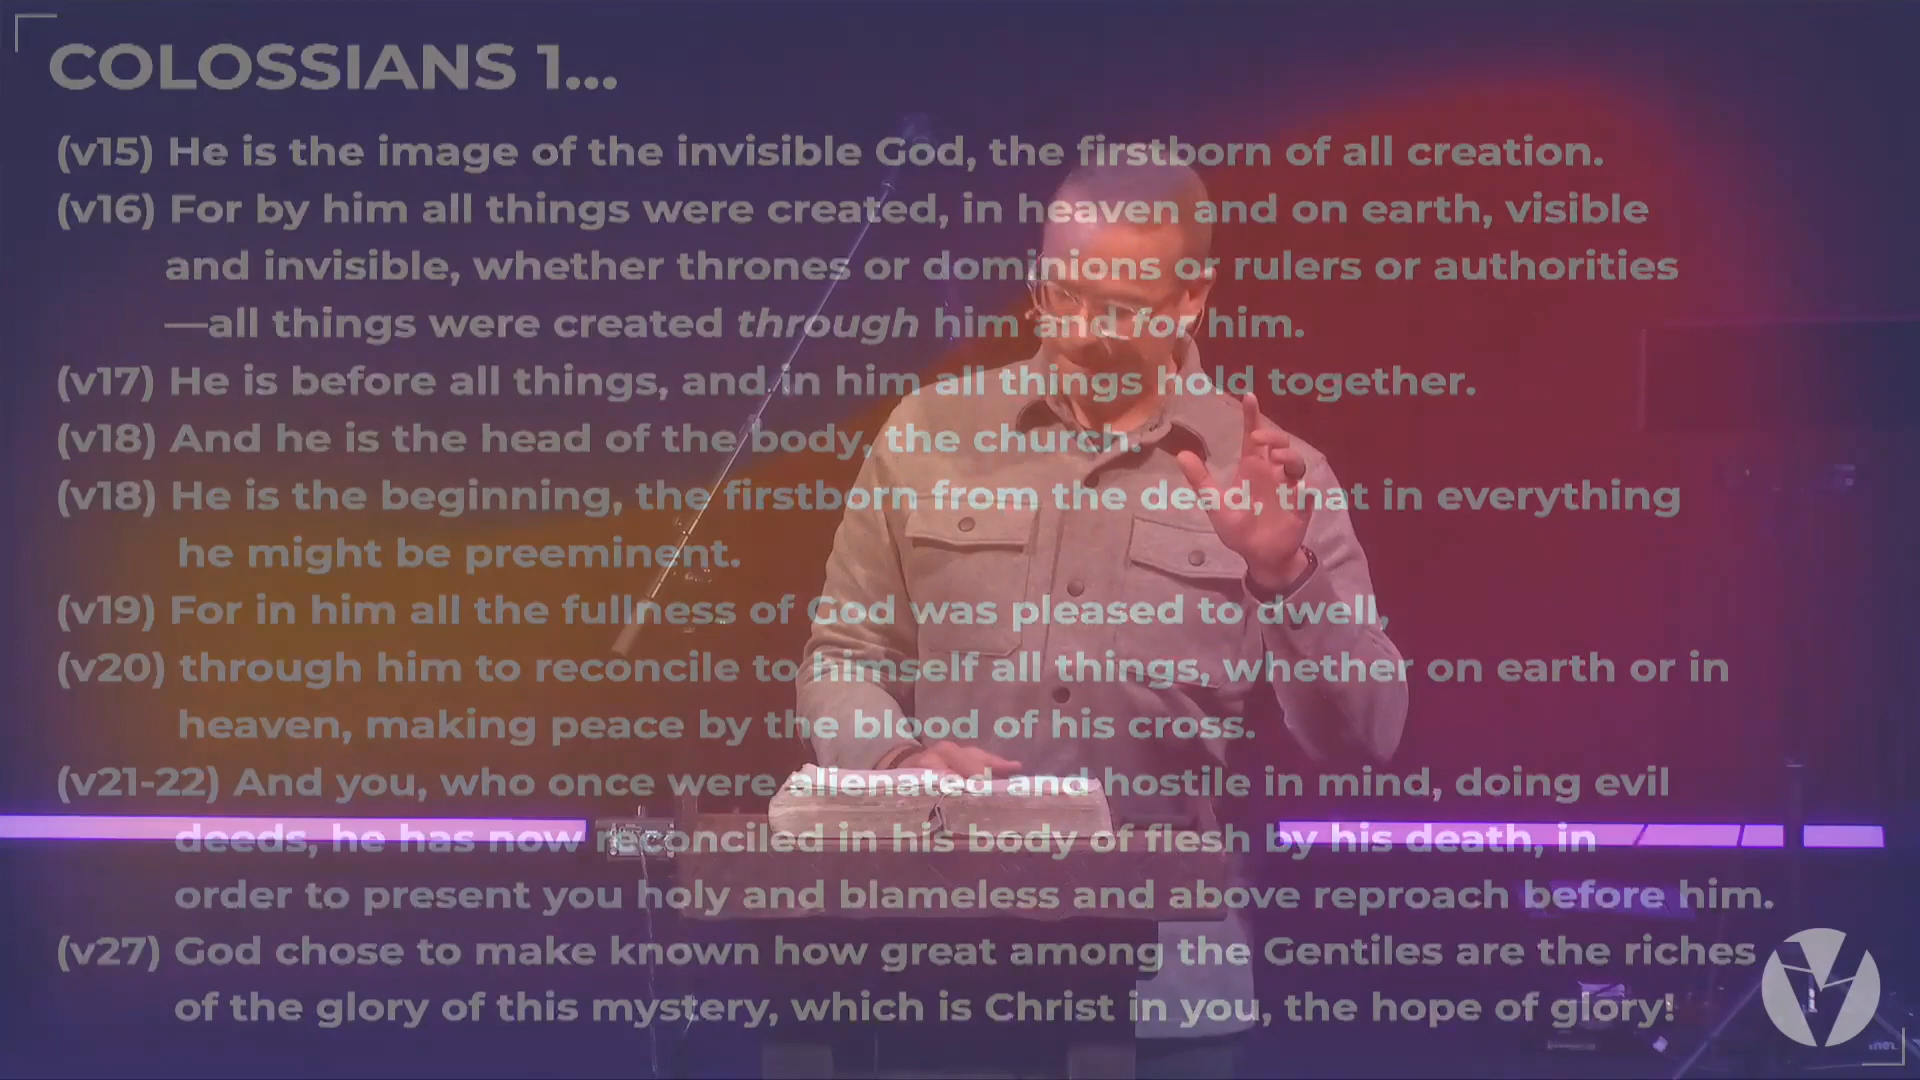 COLOSSIANS 1...
(v15) He is the image of the invisible God, the firstborn of all creation.
(v16) For by him all things were created, in heaven and on earth, visible
and invisible, whether thrones or dominions or rulers or authorities
—all things were created through him and for him.
(v17) He is before all things, and in him all things hold together.
(v18) And he is the head of the body, the church.
(v18) He is the beginning, the firstborn from the dead, that in everything
he might be preeminent.
(v19) For in him all the fullness of God was pleased to dwell,
(v20) through him to reconcile to himself all things, whether on earth or in
heaven, making peace by the blood of his cross.
(v21-22) And you, who once were alienated and hostile in mind, doing evil
deeds, he has now reconciled in his body of flesh by his death, in
order to present you holy and blameless and above reproach before him.
(v27) God chose to make known how great among the Gentiles are the riches
of the glory of this mystery, which is Christ in you, the hope of glory!